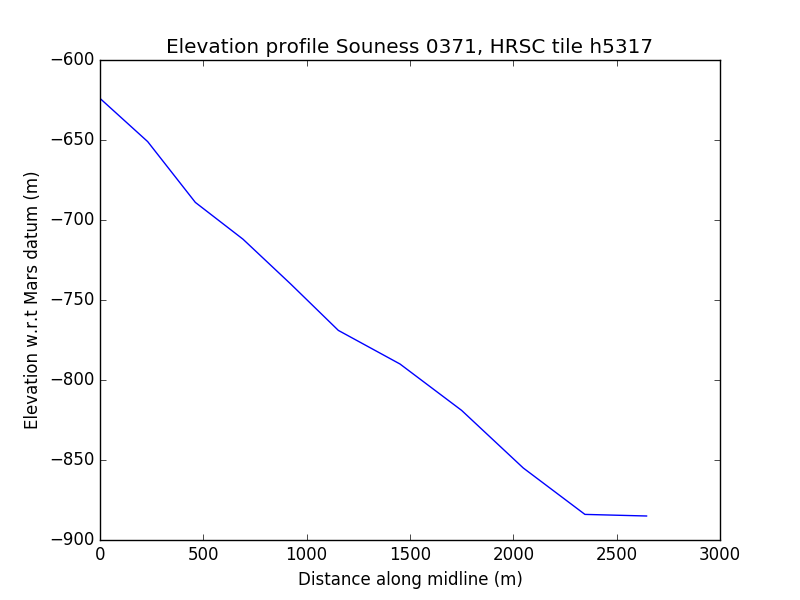 Elevation profile Souness 0371, HRSC tile h5317
−600
−650
−700
−750
−800
−850
−900
Elevation w.r.t Mars datum (m)
0 500 1000 1500 2000 2500 3000
Distance along midline (m)